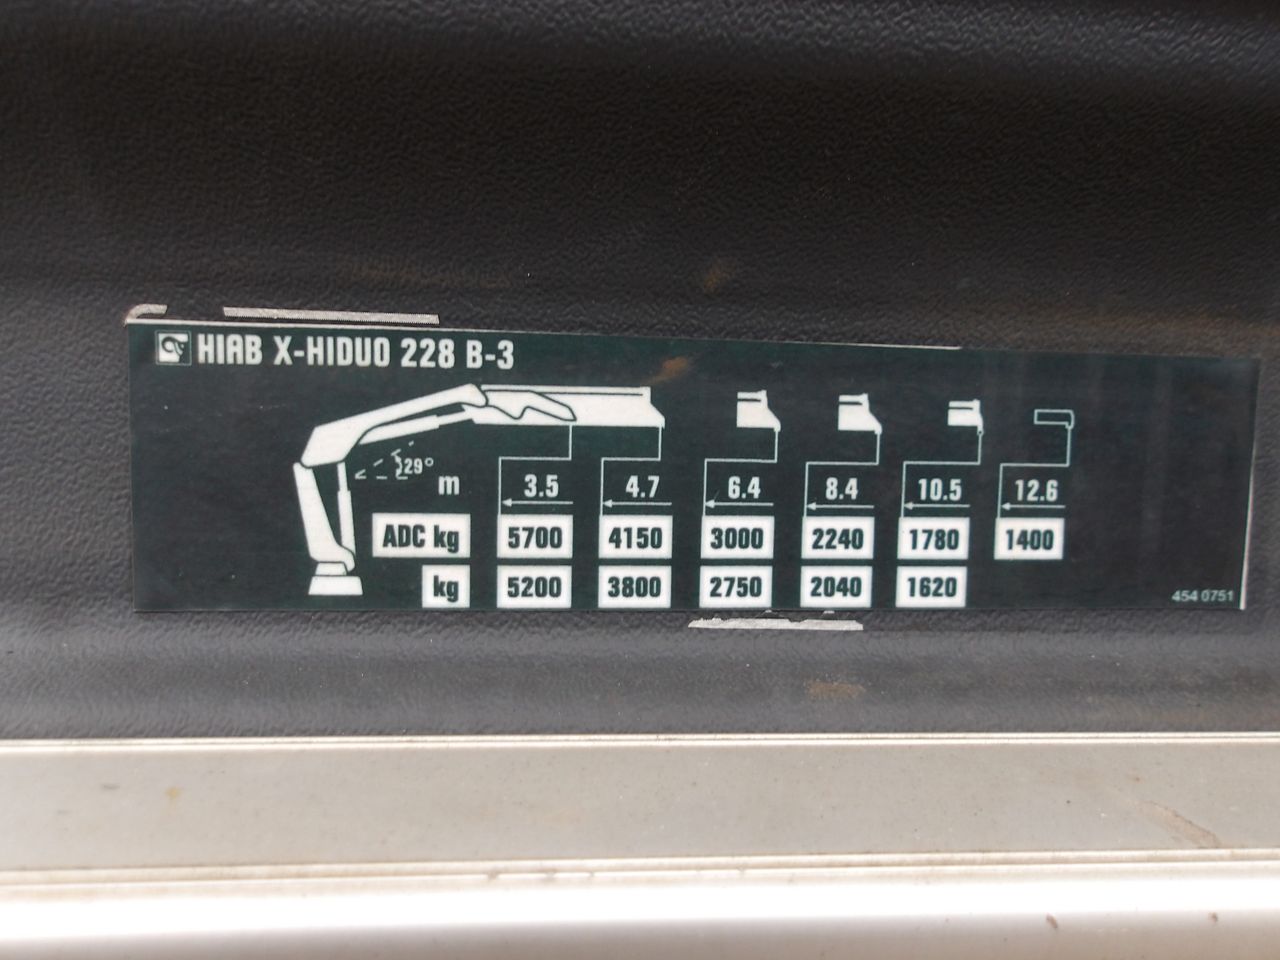 HIAB X-HIDUO 228 B-3
29°
m 3.5 4.7 6.4 8.4 10.5 12.6
ADC kg 5700 4150 3000 2240 1780 1400
kg 5200 3800 2750 2040 1620
454 0751